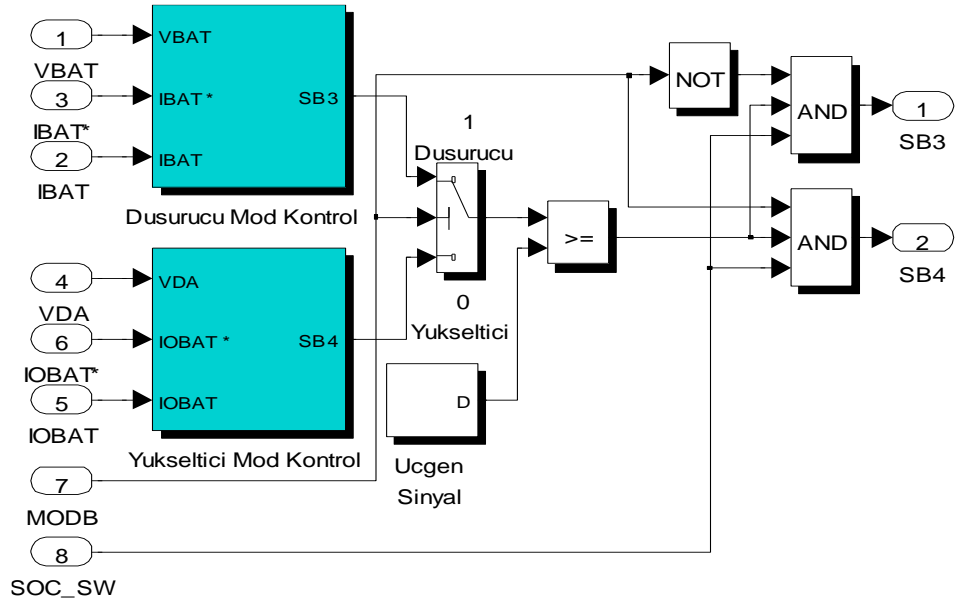 1
VBAT
3
IBAT*
2
IBAT
VBAT
IBAT *
IBAT
SB3
Dusurucu Mod Kontrol
4
VDA
6
IOBAT*
5
IOBAT
VDA
IOBAT *
IOBAT
SB4
Yukseltici Mod Kontrol
7
MODB
8
SOC_SW
1
Dusurucu
0
Yukseltici
>=
D
Ucgen
Sinyal
NOT
AND
AND
1
SB3
2
SB4